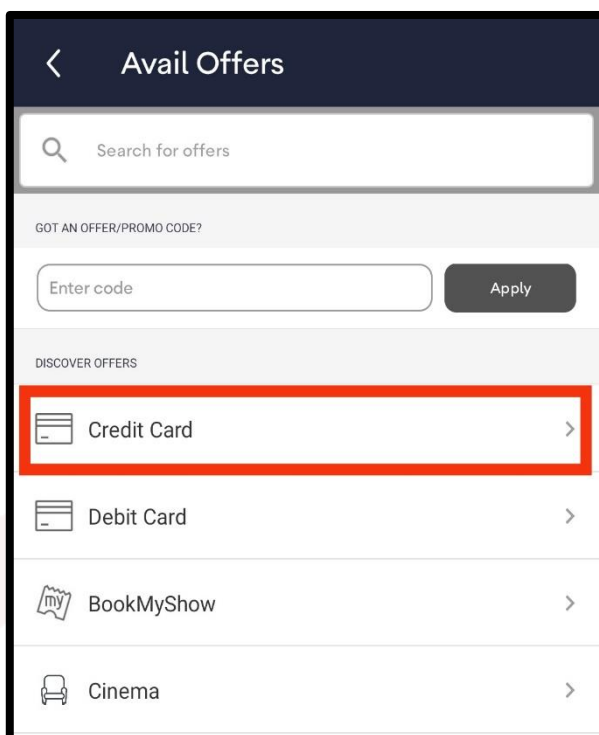 Avail Offers
Search for offers
GOT AN OFFER/PROMO CODE?
Enter code
Apply
DISCOVER OFFERS
Credit Card
Debit Card
my
BookMyShow
Cinema